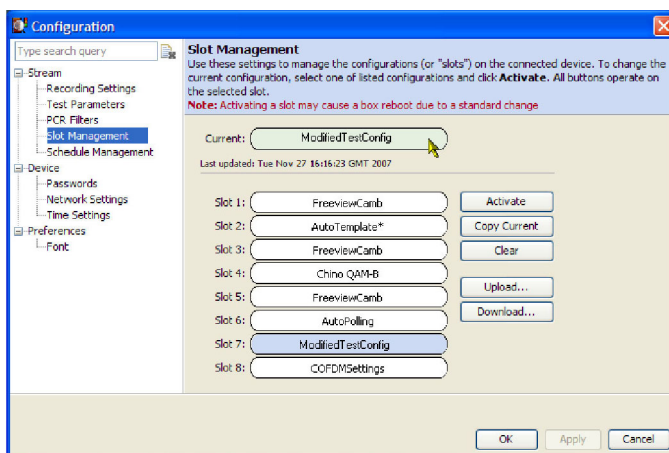 Configuration
Type search query
Stream
Recording Settings
Test Parameters
PCR Filters
Slot Management
Schedule Management
Device
Passwords
Network Settings
Time Settings
Preferences
Font
Slot Management
Use these settings to manage the configurations (or "slots") on the connected device. To change the
current configuration, select one of listed configurations and click Activate. All buttons operate on
the selected slot.
Note: Activating a slot may cause a box reboot due to a standard change
Current: ModifiedTestConfig
Last updated: Tue Nov 27 16:16:23 GMT 2007
Slot 1: FreeviewCamb
Slot 2: AutoTemplate*
Slot 3: FreeviewCamb
Slot 4: Chino QAM-B
Slot 5: FreeviewCamb
Slot 6: AutoPolling
Slot 7: ModifiedTestConfig
Slot 8: COFDMSettings
Activate
Copy Current
Clear
Upload...
Download...
OK
Apply
Cancel